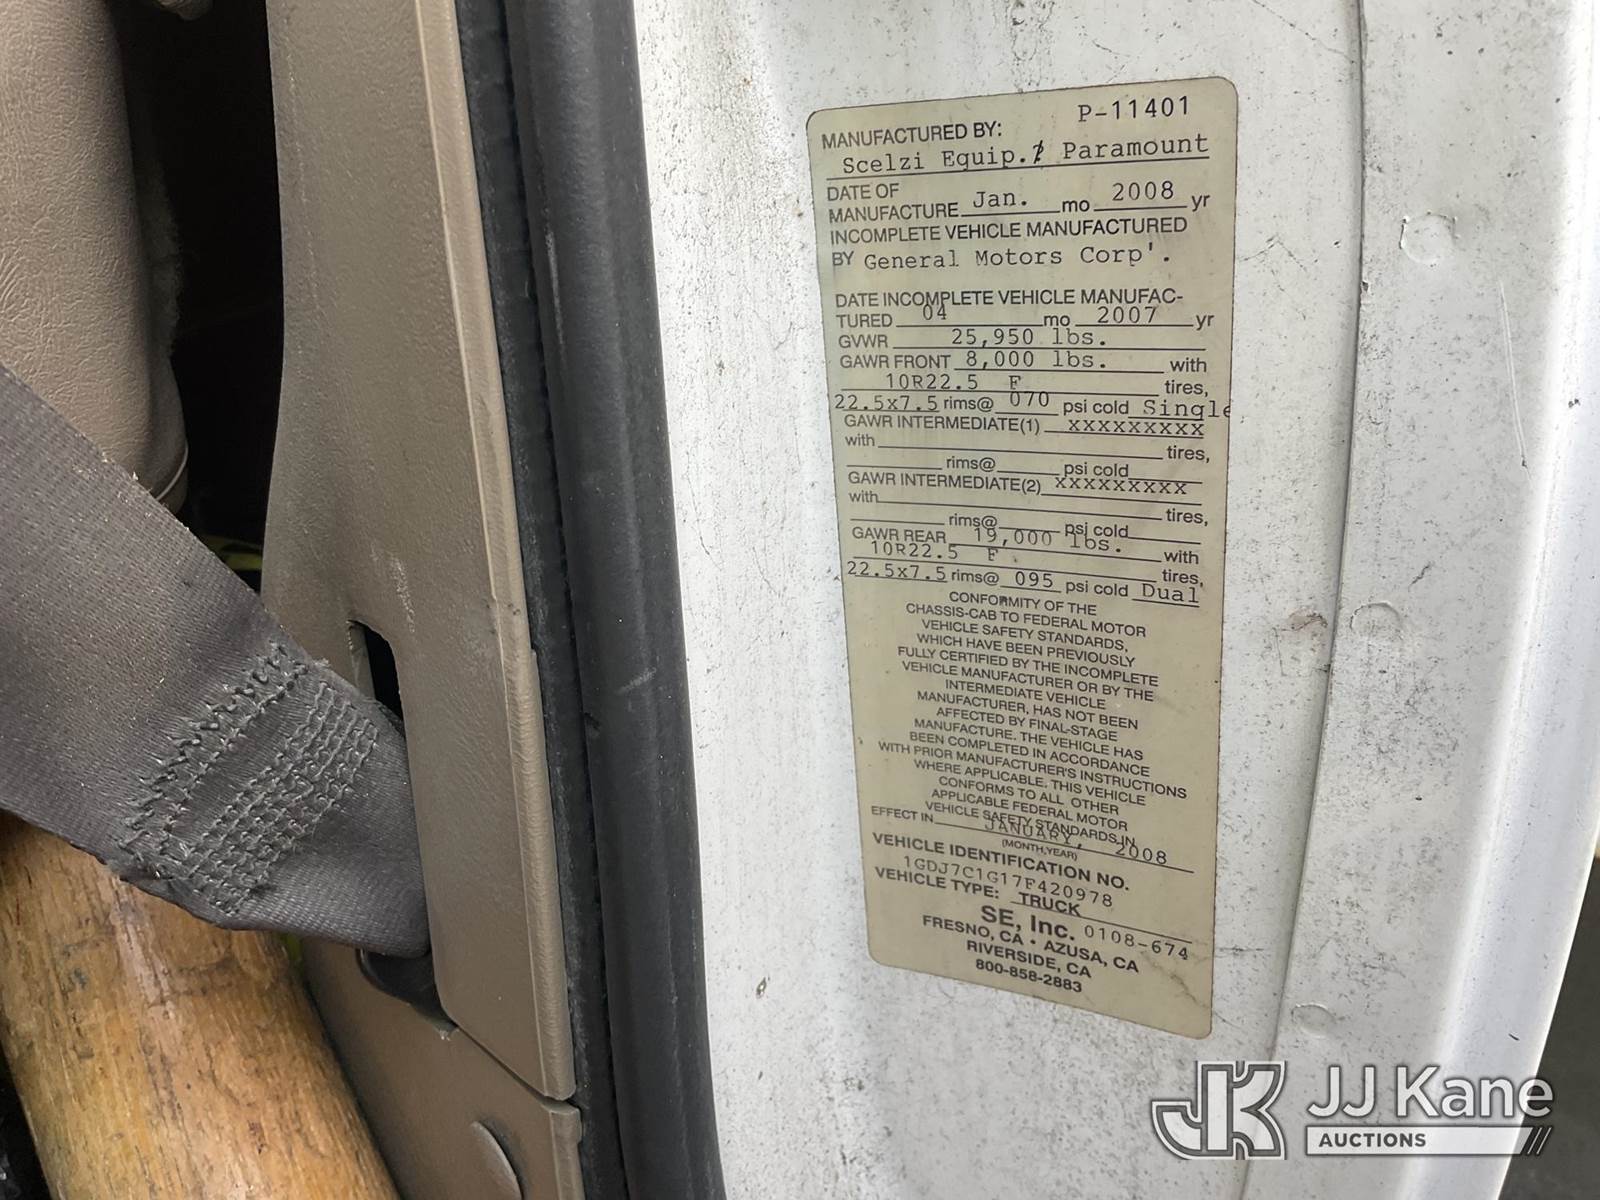 P-11401
MANUFACTURED BY:
Scelzi Equip. Paramount
DATE OF
MANUFACTURE Jan. mo 2008 yr
INCOMPLETE VEHICLE MANUFACTURED
BY General Motors Corp'.
DATE INCOMPLETE VEHICLE MANUFAC-
TURED 04 mo 2007 yr
GVWR 25,950 lbs.
GAWR FRONT 8,000 lbs. with
10R22.5 F tires,
22.5x7.5 rims@ 070 psi cold Single
GAWR INTERMEDIATE(1) xxxxxxxxx
with tires,
rims@ psi cold
GAWR INTERMEDIATE(2) xxxxxxxxx
with tires,
rims@ psi cold
GAWR REAR 19,000 lbs. with
10R22.5 F tires,
22.5x7.5 rims@ 095 psi cold Dual
CONFORMITY OF THE
CHASSIS-CAB TO FEDERAL MOTOR
VEHICLE SAFETY STANDARDS,
WHICH HAVE BEEN PREVIOUSLY
FULLY CERTIFIED BY THE INCOMPLETE
VEHICLE MANUFACTURER OR BY THE
INTERMEDIATE VEHICLE
MANUFACTURER, HAS NOT BEEN
AFFECTED BY FINAL-STAGE
MANUFACTURE. THE VEHICLE HAS
BEEN COMPLETED IN ACCORDANCE
WITH PRIOR MANUFACTURER'S INSTRUCTIONS
WHERE APPLICABLE. THIS VEHICLE
CONFORMS TO ALL OTHER
APPLICABLE FEDERAL MOTOR
VEHICLE SAFETY STANDARDS, IN
EFFECT IN JANUARY, 2008
(MONTH, YEAR)
VEHICLE IDENTIFICATION NO.
1GDJ7C1G17F420978
VEHICLE TYPE: TRUCK
SE, Inc. 0108-674
FRESNO, CA • AZUSA, CA
RIVERSIDE, CA
800-858-2883
JK JJ Kane
AUCTIONS